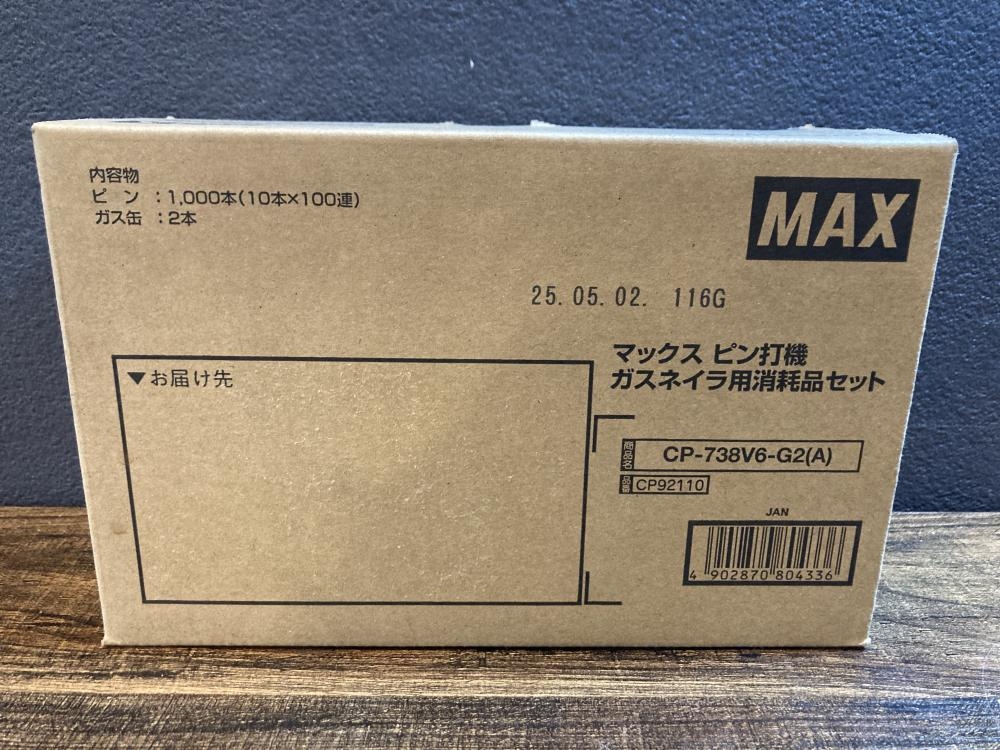 内容物
ピン：1,000本(10本×100連)
ガス缶：2本
MAX
25.05.02. 116G
マックス ピン打機
ガスネイラ用消耗品セット
▼お届け先
商品名 CP-738V6-G2(A)
品番 CP92110
JAN
4 902870 804336